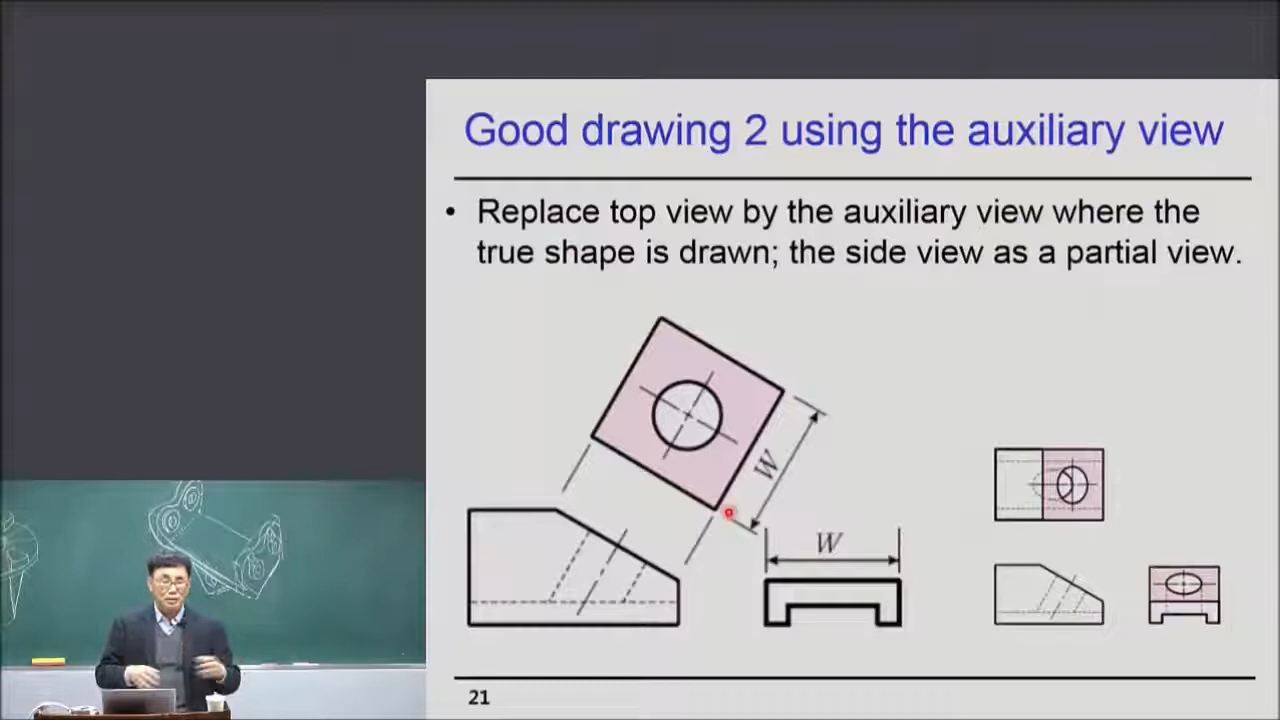 Good drawing 2 using the auxiliary view
• Replace top view by the auxiliary view where the
true shape is drawn; the side view as a partial view.
W
W
21